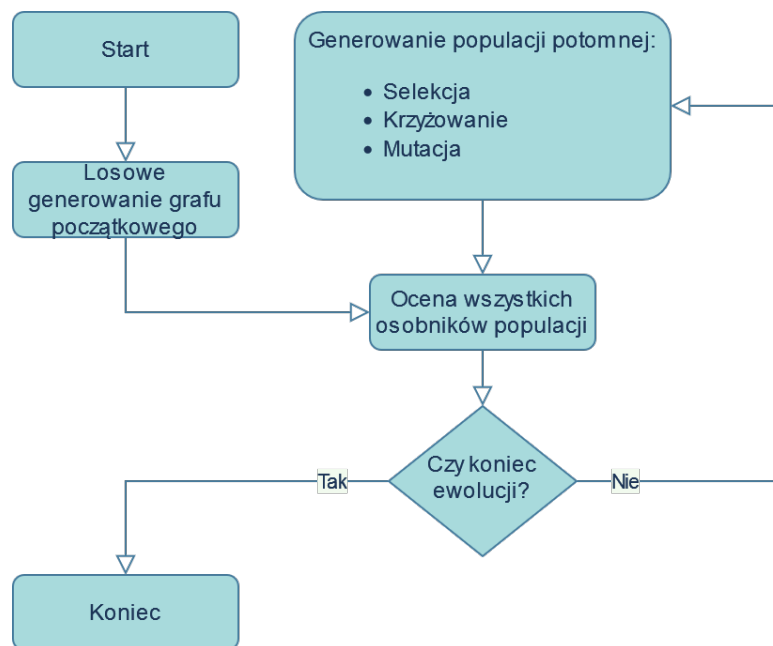 Start
Generowanie populacji potomnej:
• Selekcja
• Krzyżowanie
• Mutacja
Losowe
generowanie grafu
początkowego
Ocena wszystkich
osobników populacji
Czy koniec
ewolucji?
Tak
Nie
Koniec